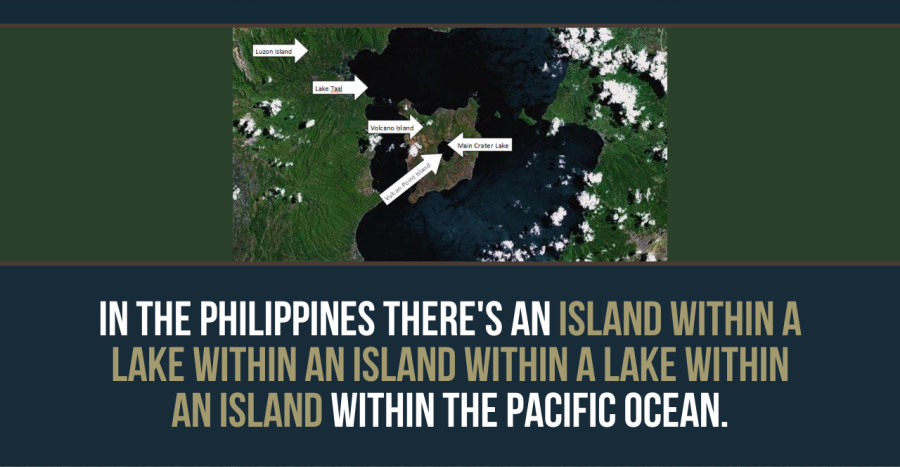 Luzon Island
Lake Taal
Volcano Island
Main Crater Lake
Vulcan Point Island
IN THE PHILIPPINES THERE'S AN ISLAND WITHIN A
LAKE WITHIN AN ISLAND WITHIN A LAKE WITHIN
AN ISLAND WITHIN THE PACIFIC OCEAN.